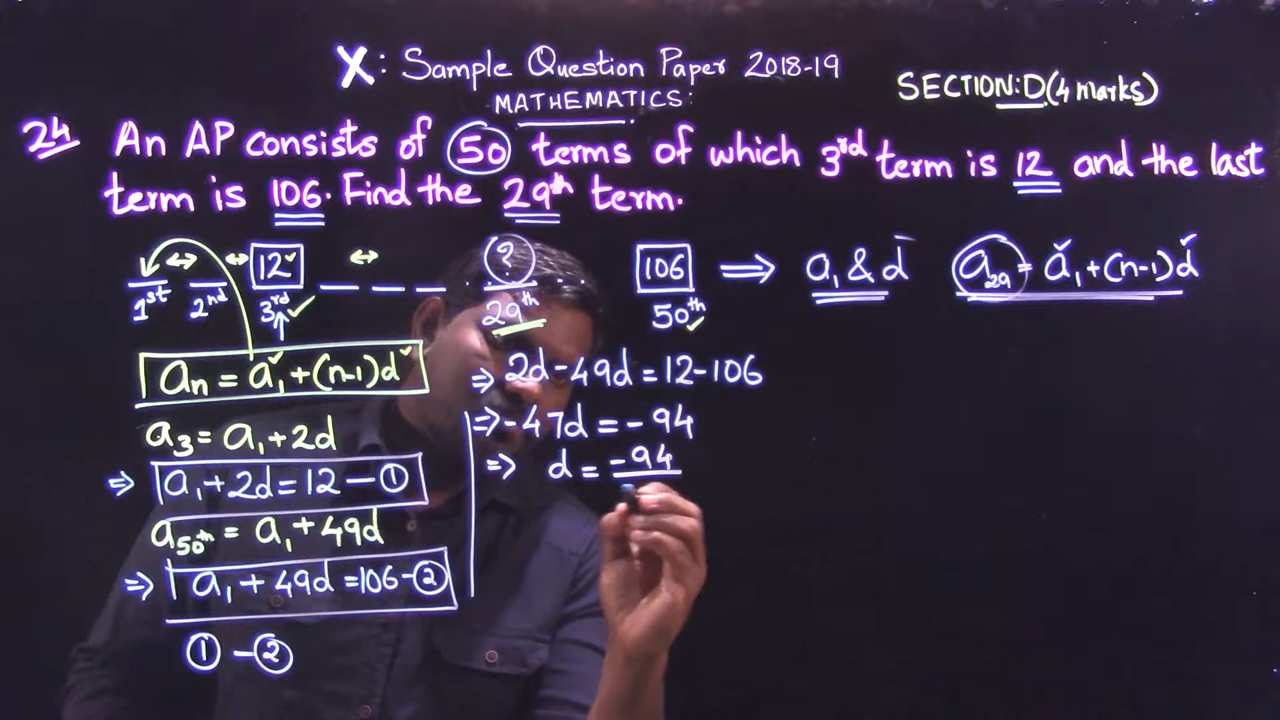 X: Sample Question Paper 2018-19
MATHEMATICS:
SECTION:D(4 marks)
24 An AP consists of 50 terms of which 3rd term is 12 and the last
term is 106. Find the 29th term.
12 ? 106 ⟹ a₁ & d a₂₉ = a₁+(n-1)d
1st 2nd 3rd 29th 50th
aₙ = a₁+(n-1)d
a₃ = a₁+2d
⇒ a₁+2d=12 — ①
a₅₀th = a₁+49d
⇒ a₁+49d=106-②
①-②
⇒ 2d-49d=12-106
⇒ -47d=-94
⇒ d = -94